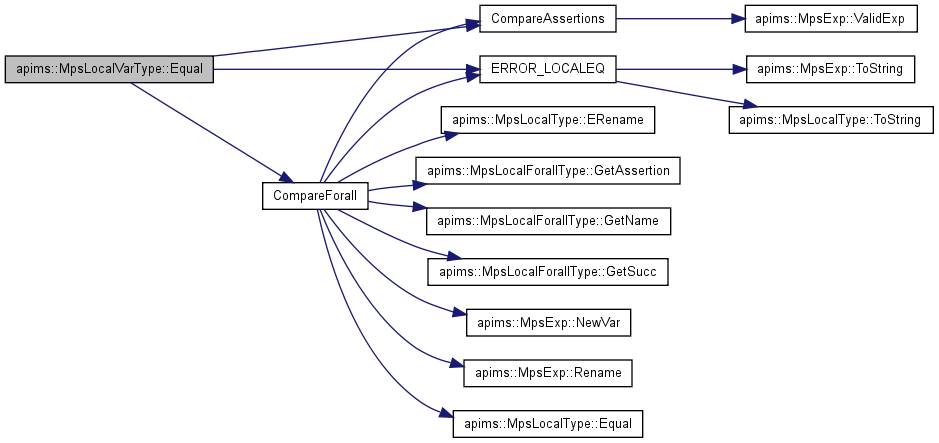 CompareAssertions
apims::MpsExp::ValidExp
apims::MpsLocalVarType::Equal
ERROR_LOCALEQ
apims::MpsExp::ToString
apims::MpsLocalType::ERename
apims::MpsLocalType::ToString
apims::MpsLocalForallType::GetAssertion
CompareForall
apims::MpsLocalForallType::GetName
apims::MpsLocalForallType::GetSucc
apims::MpsExp::NewVar
apims::MpsExp::Rename
apims::MpsLocalType::Equal